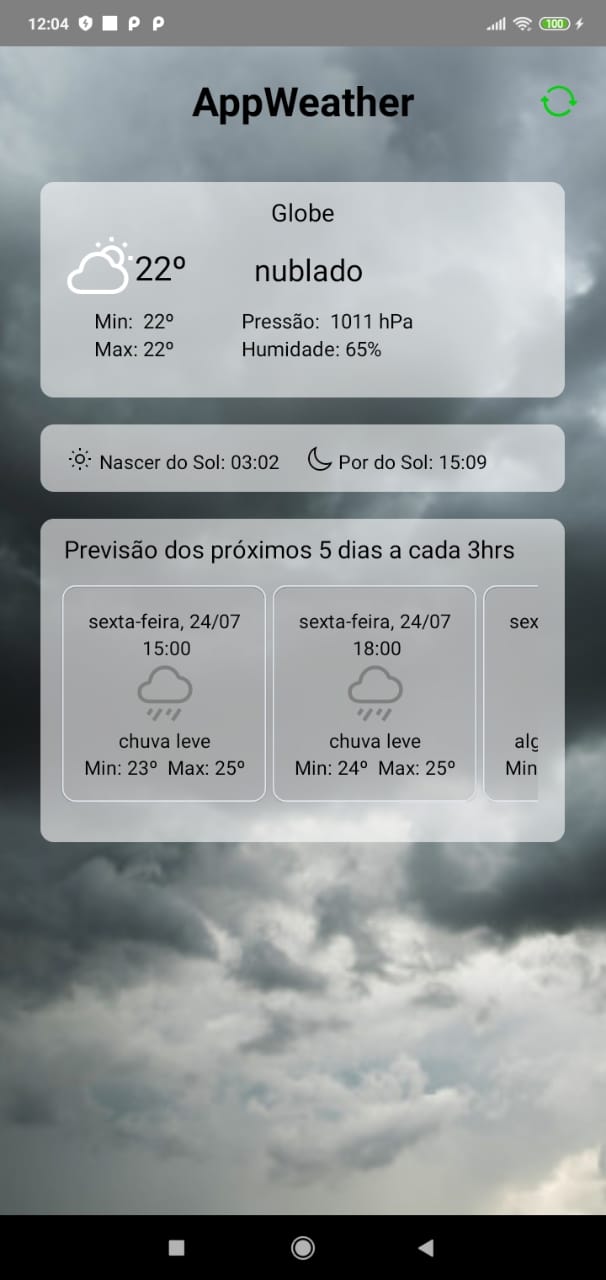 12:04
100
AppWeather
Globe
22º
nublado
Min: 22º
Pressão: 1011 hPa
Max: 22º
Humidade: 65%
Nascer do Sol: 03:02
Por do Sol: 15:09
Previsão dos próximos 5 dias a cada 3hrs
sexta-feira, 24/07
15:00
chuva leve
Min: 23º Max: 25º
sexta-feira, 24/07
18:00
chuva leve
Min: 24º Max: 25º
sex
alg
Min